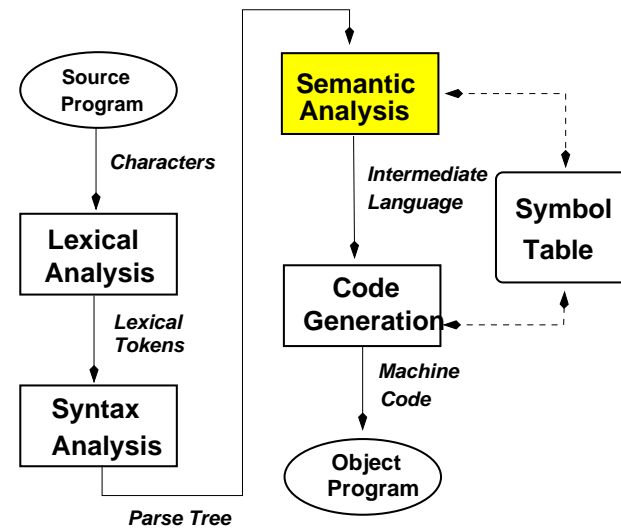 Source
Program
Characters
Lexical
Analysis
Lexical
Tokens
Syntax
Analysis
Parse Tree
Semantic
Analysis
Intermediate
Language
Symbol
Table
Code
Generation
Machine
Code
Object
Program